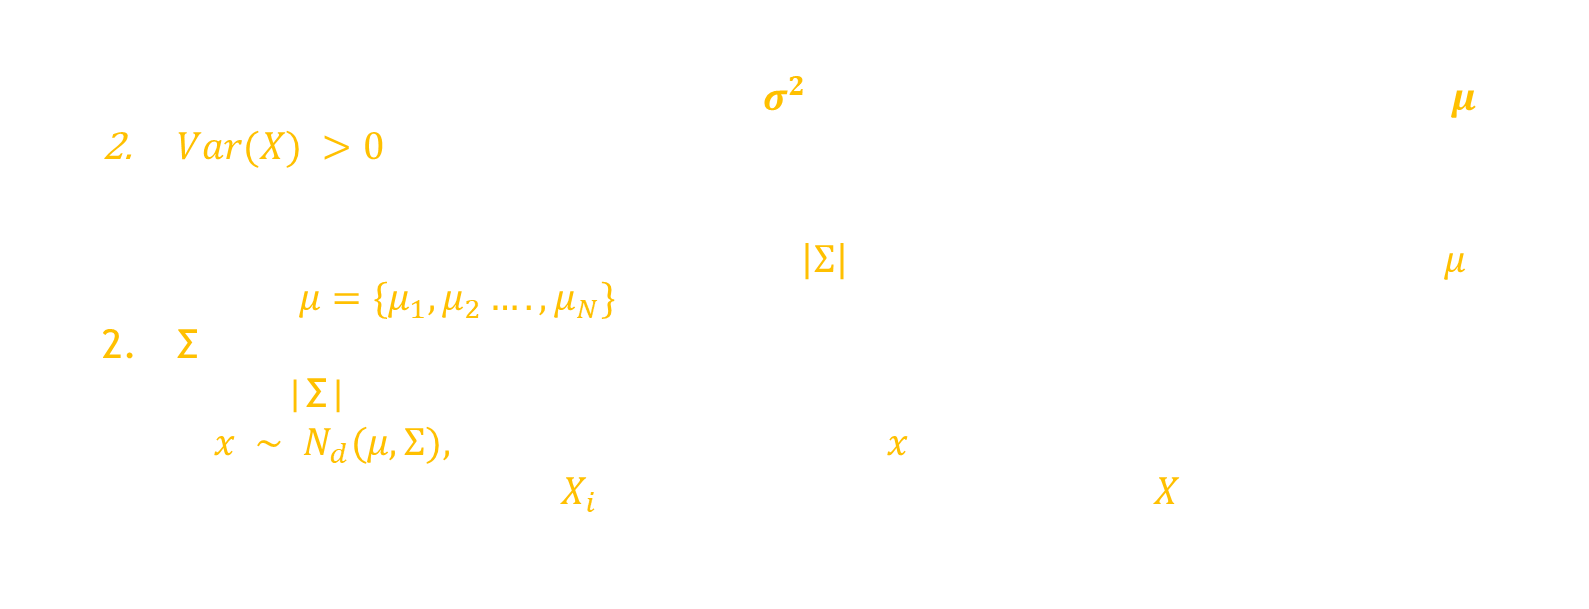 σ² μ
2. Var(X) > 0
|Σ| μ
μ = {μ₁, μ₂ …. , μ_N}
2. Σ
|Σ|
x ~ N_d(μ, Σ), x
X_i X